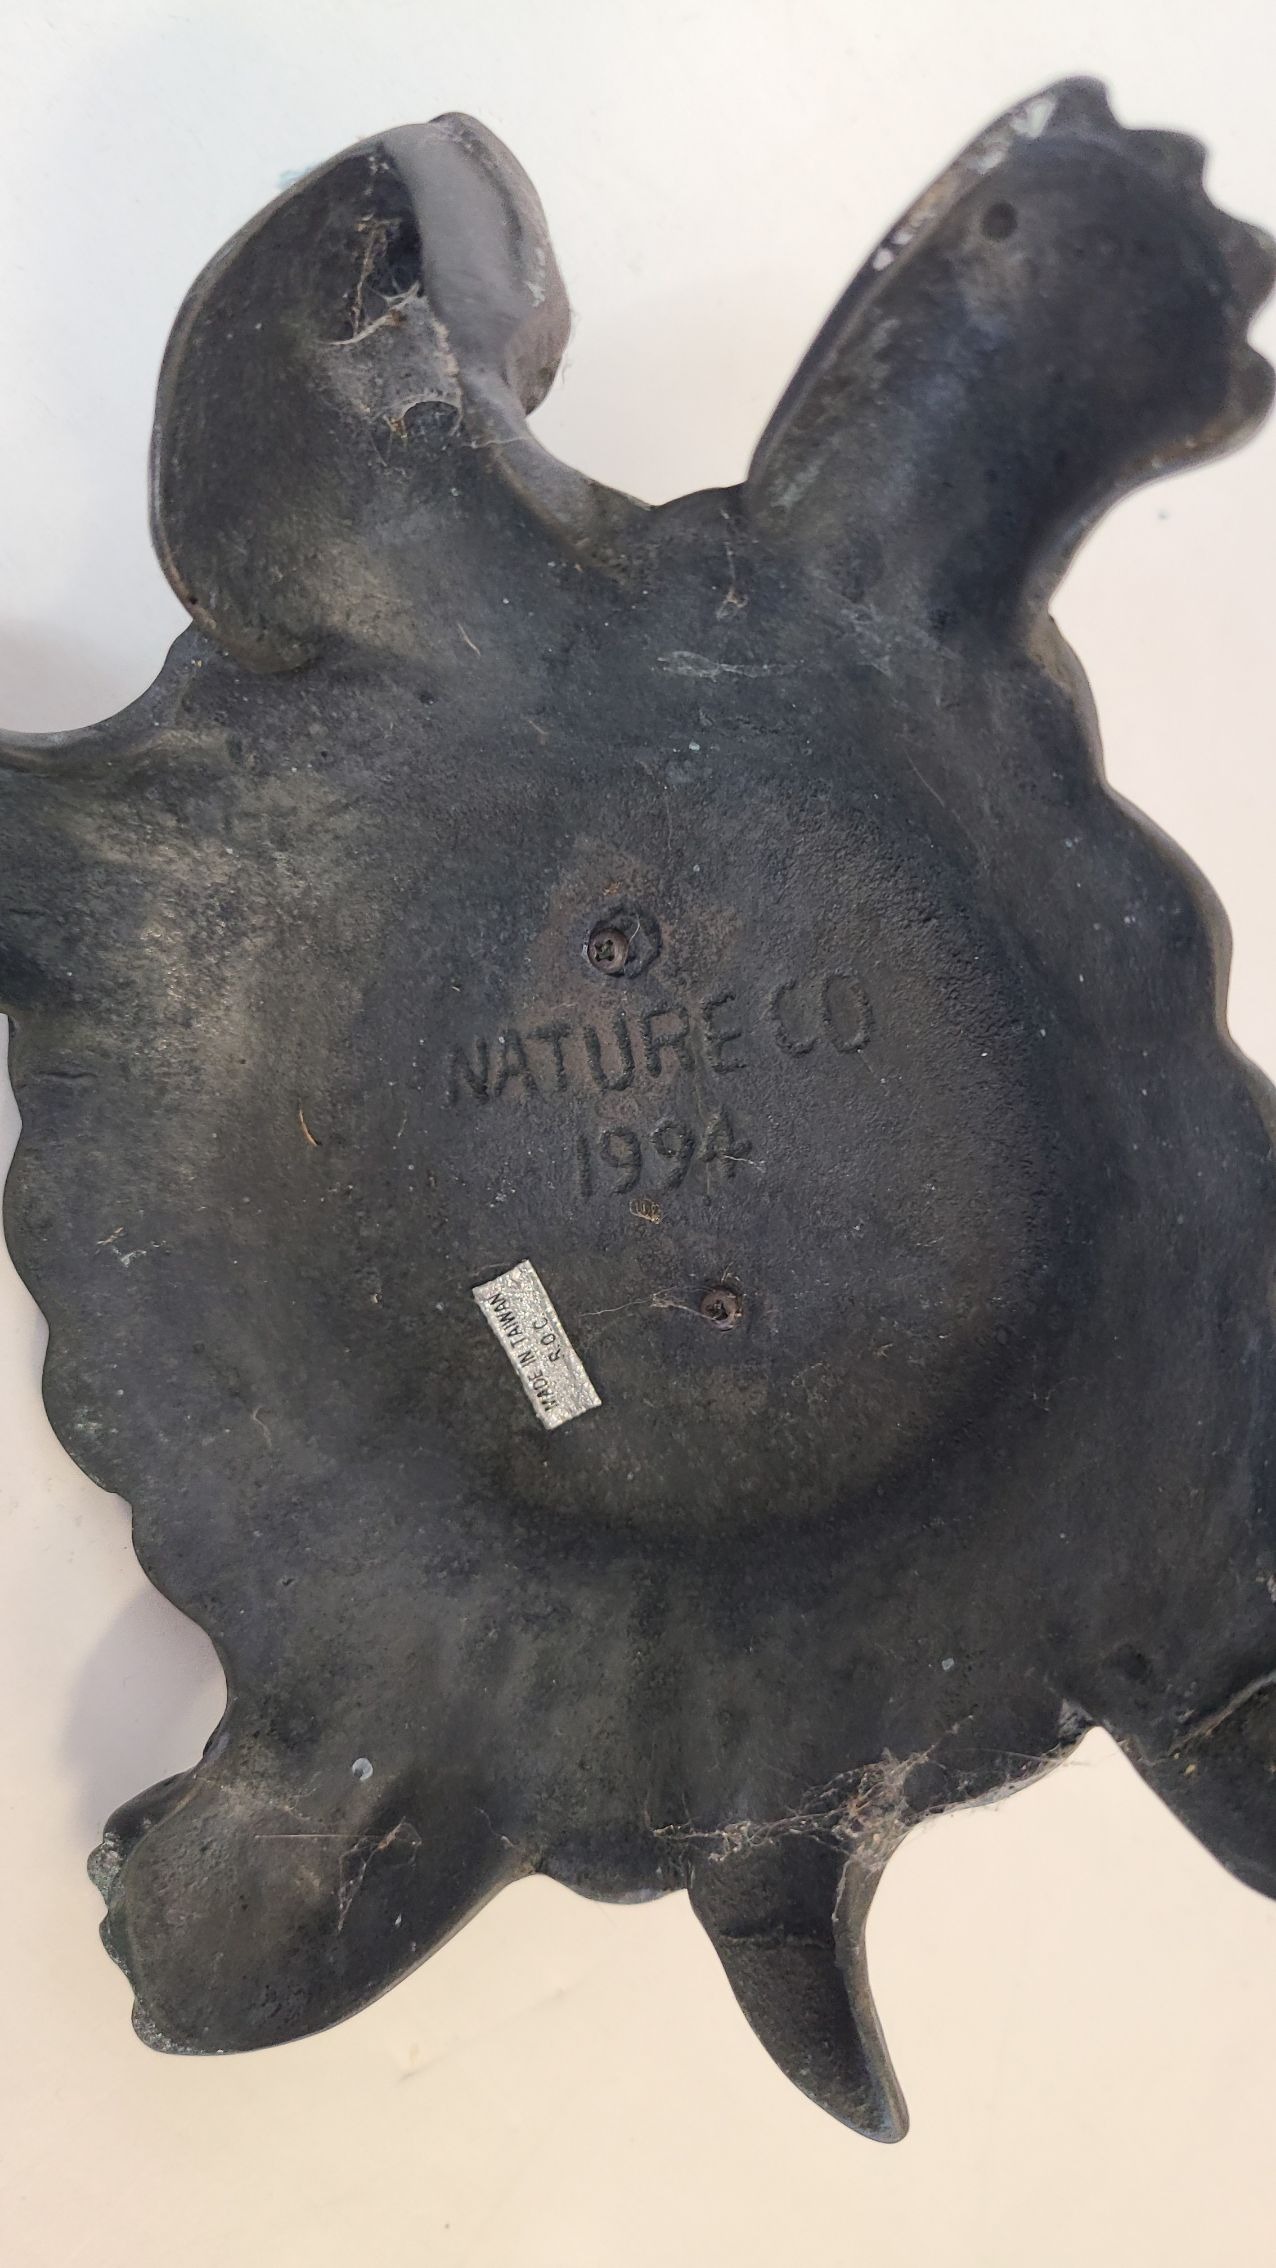 NATURE CO
1994
MADE IN TAIWAN
R.O.C.